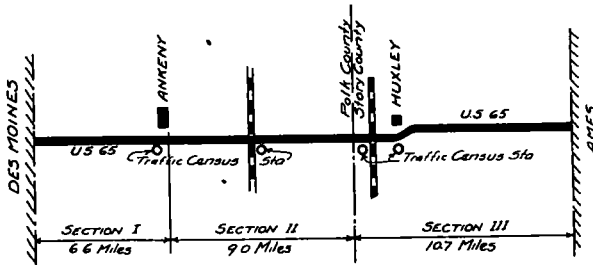 DES MOINES
ANKENY
Polk County
Story County
HUXLEY
AMES
US 65
US 65
Traffic Census Sta
Traffic Census Sta
SECTION I
6.6 Miles
SECTION II
9.0 Miles
SECTION III
10.7 Miles